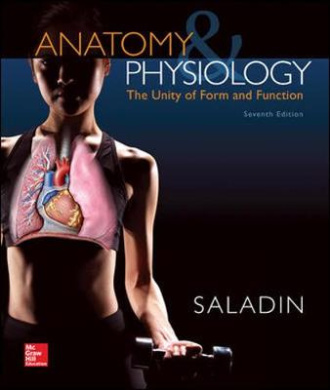 ANATOMY &
PHYSIOLOGY
The Unity of Form and Function
Seventh Edition
SALADIN
Mc
Graw
Hill
Education